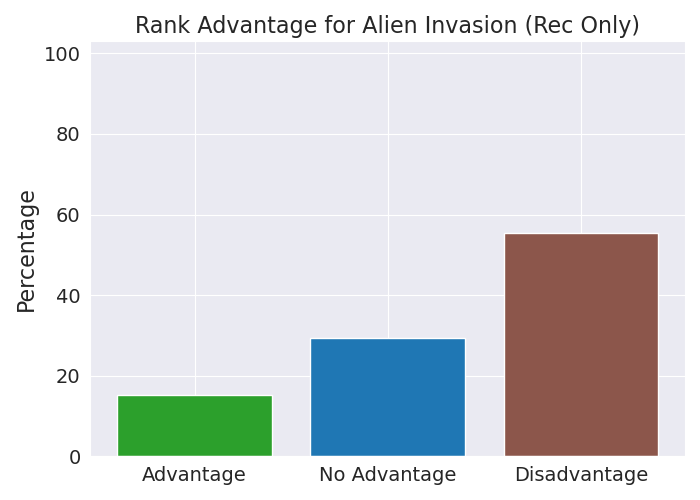 Rank Advantage for Alien Invasion (Rec Only)
100
80
60
40
20
0
Percentage
Advantage
No Advantage
Disadvantage